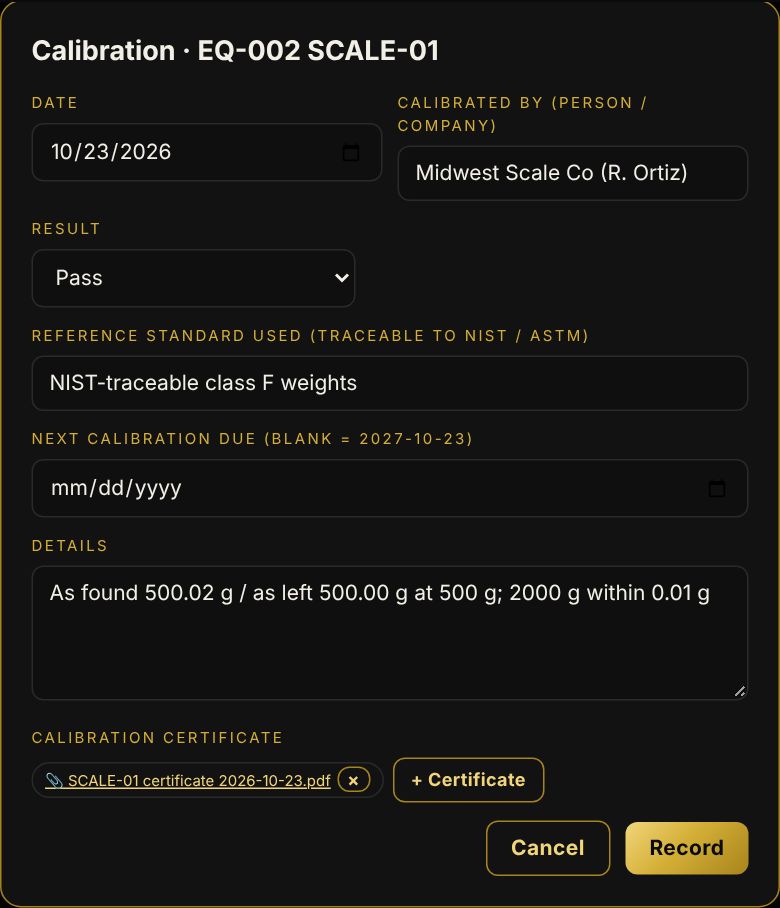 Calibration · EQ-002 SCALE-01
DATE
10/23/2026
CALIBRATED BY (PERSON /
COMPANY)
Midwest Scale Co (R. Ortiz)
RESULT
Pass
REFERENCE STANDARD USED (TRACEABLE TO NIST / ASTM)
NIST-traceable class F weights
NEXT CALIBRATION DUE (BLANK = 2027-10-23)
mm/dd/yyyy
DETAILS
As found 500.02 g / as left 500.00 g at 500 g; 2000 g within 0.01 g
CALIBRATION CERTIFICATE
📎 SCALE-01 certificate 2026-10-23.pdf ×
+ Certificate
Cancel
Record